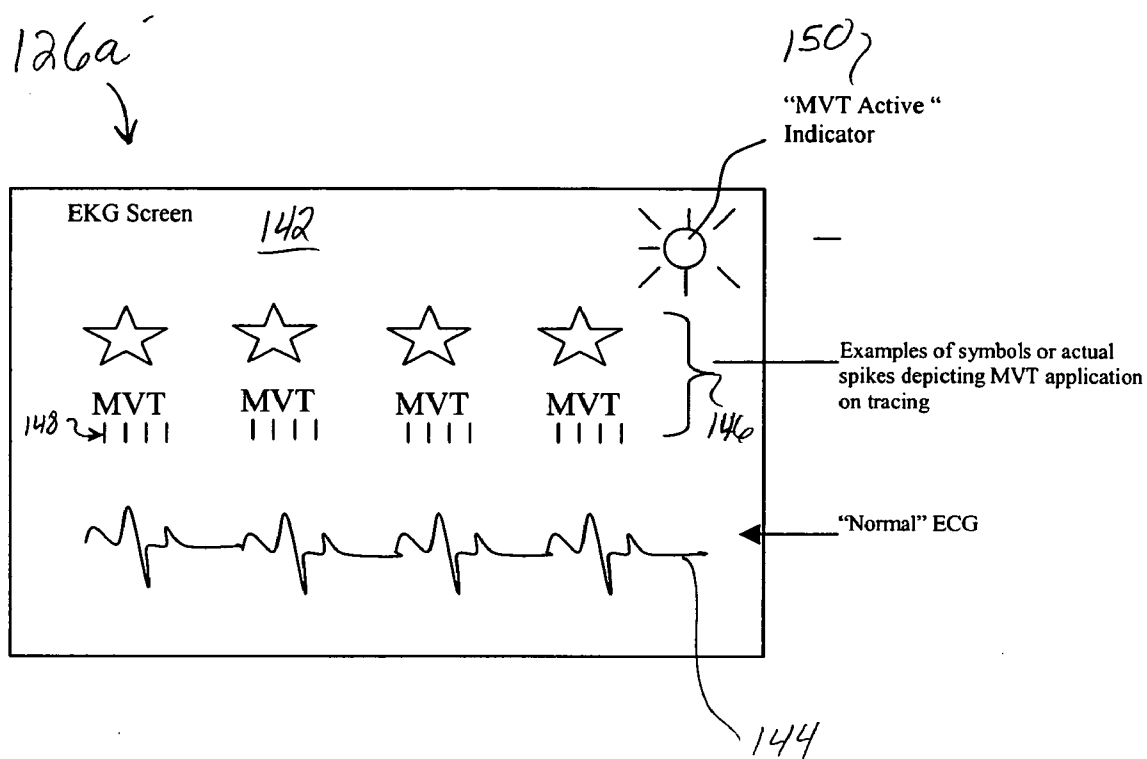 126a'
150
"MVT Active "
Indicator
EKG Screen
142
MVT MVT MVT MVT
148
146
Examples of symbols or actual
spikes depicting MVT application
on tracing
"Normal" ECG
144